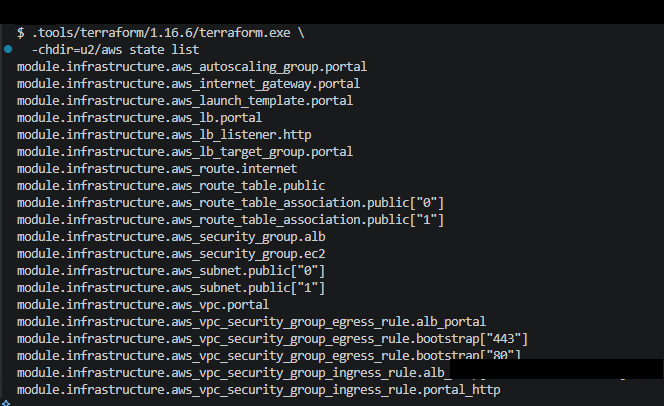 $ .tools/terraform/1.16.6/terraform.exe \
-chdir=u2/aws state list
module.infrastructure.aws_autoscaling_group.portal
module.infrastructure.aws_internet_gateway.portal
module.infrastructure.aws_launch_template.portal
module.infrastructure.aws_lb.portal
module.infrastructure.aws_lb_listener.http
module.infrastructure.aws_lb_target_group.portal
module.infrastructure.aws_route.internet
module.infrastructure.aws_route_table.public
module.infrastructure.aws_route_table_association.public["0"]
module.infrastructure.aws_route_table_association.public["1"]
module.infrastructure.aws_security_group.alb
module.infrastructure.aws_security_group.ec2
module.infrastructure.aws_subnet.public["0"]
module.infrastructure.aws_subnet.public["1"]
module.infrastructure.aws_vpc.portal
module.infrastructure.aws_vpc_security_group_egress_rule.alb_portal
module.infrastructure.aws_vpc_security_group_egress_rule.bootstrap["443"]
module.infrastructure.aws_vpc_security_group_egress_rule.bootstrap["80"]
module.infrastructure.aws_vpc_security_group_ingress_rule.alb_
module.infrastructure.aws_vpc_security_group_ingress_rule.portal_http